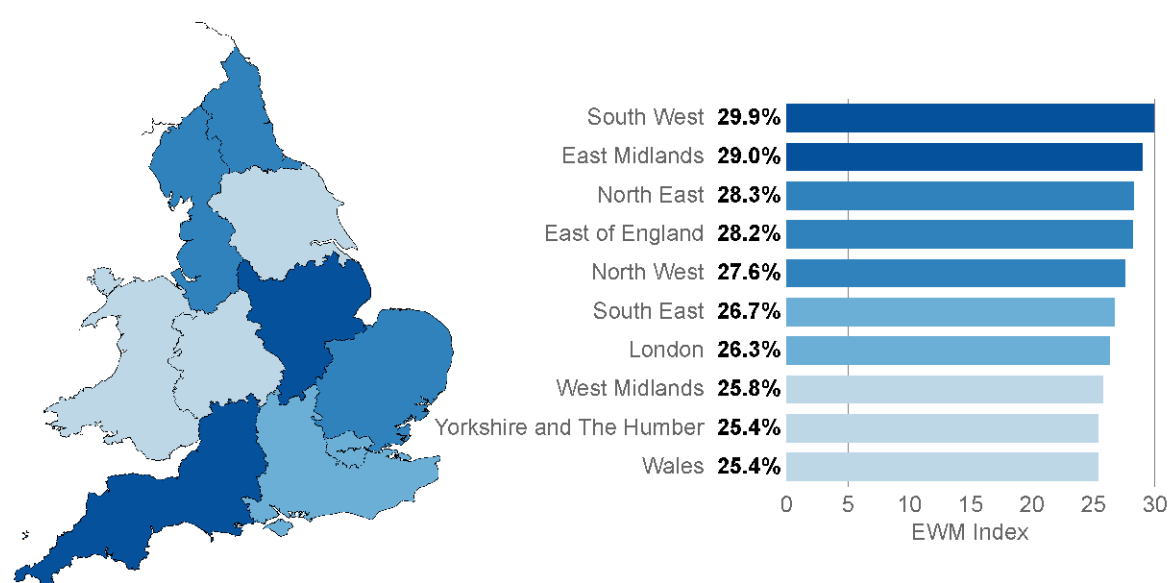 South West 29.9%
East Midlands 29.0%
North East 28.3%
East of England 28.2%
North West 27.6%
South East 26.7%
London 26.3%
West Midlands 25.8%
Yorkshire and The Humber 25.4%
Wales 25.4%
0 5 10 15 20 25 30
EWM Index